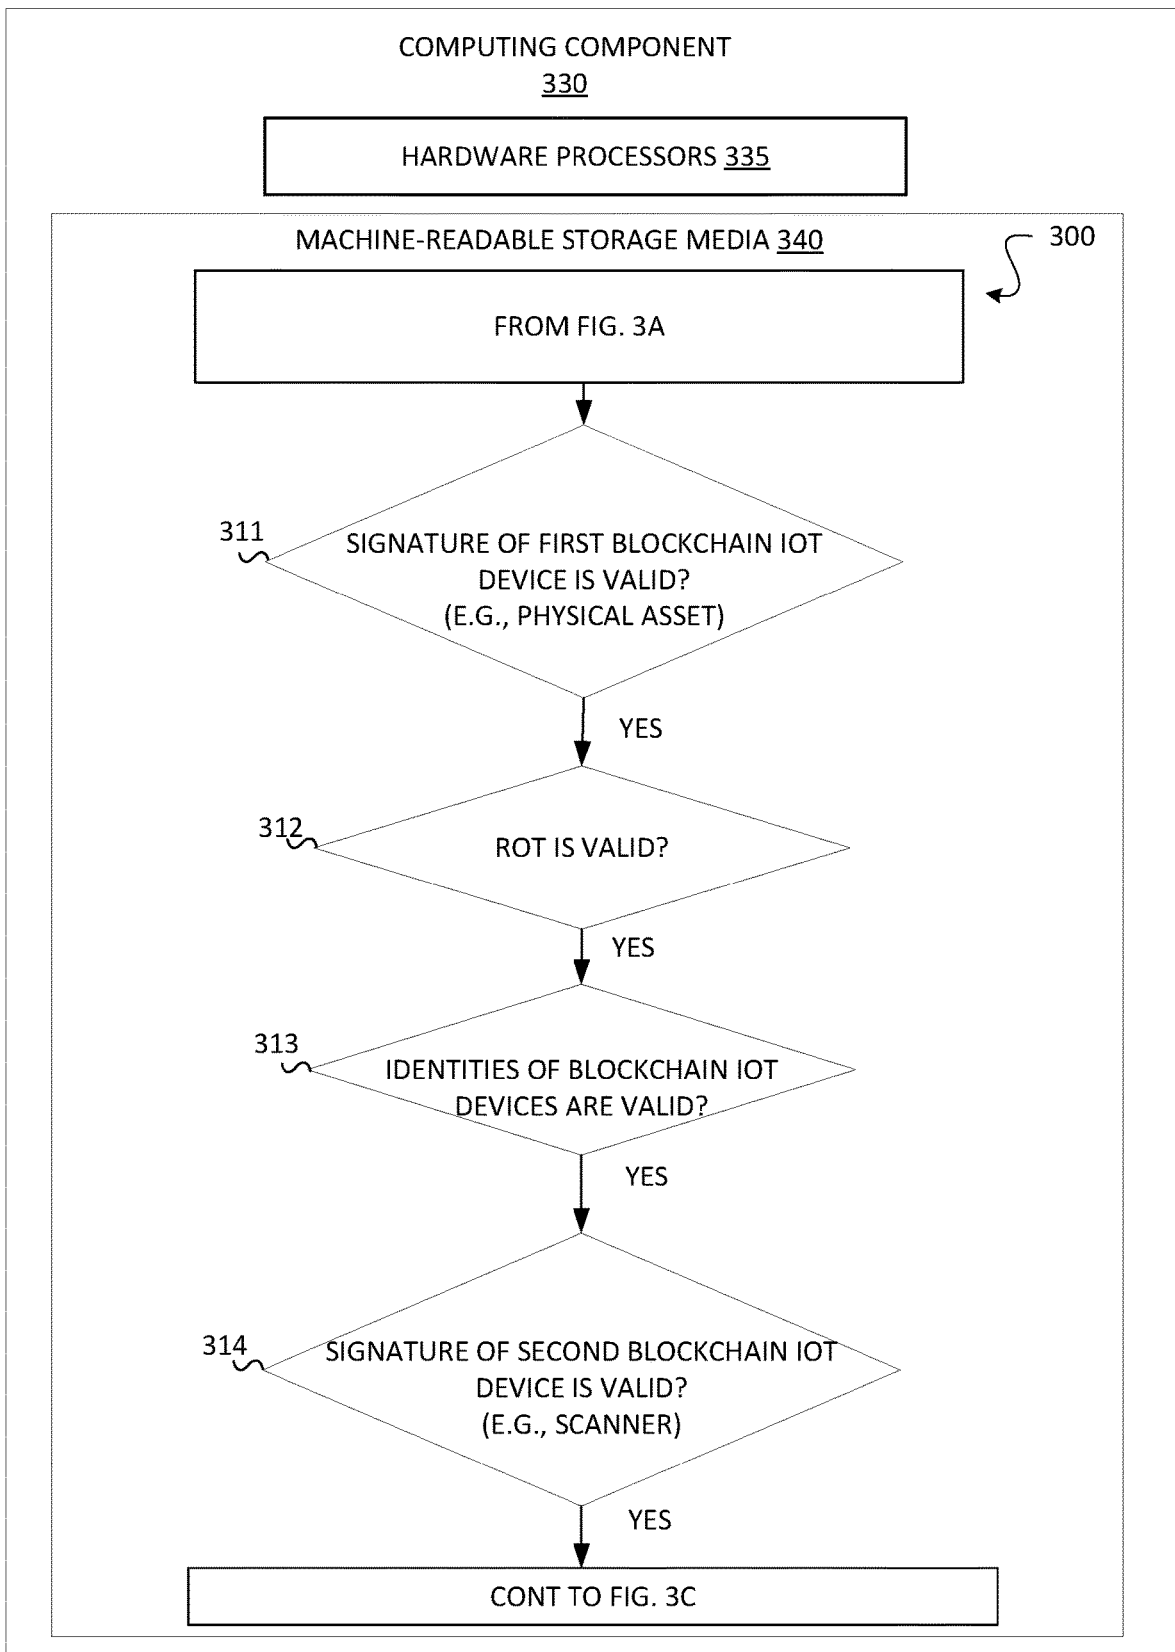 COMPUTING COMPONENT
330
HARDWARE PROCESSORS 335
MACHINE-READABLE STORAGE MEDIA 340
300
FROM FIG. 3A
311
SIGNATURE OF FIRST BLOCKCHAIN IOT
DEVICE IS VALID?
(E.G., PHYSICAL ASSET)
YES
312
ROT IS VALID?
YES
313
IDENTITIES OF BLOCKCHAIN IOT
DEVICES ARE VALID?
YES
314
SIGNATURE OF SECOND BLOCKCHAIN IOT
DEVICE IS VALID?
(E.G., SCANNER)
YES
CONT TO FIG. 3C